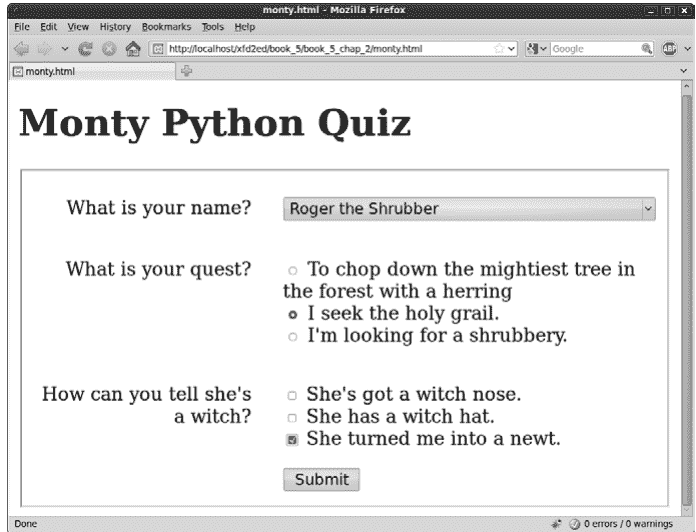 monty.html - Mozilla Firefox
File Edit View History Bookmarks Tools Help
http://localhost/xfd2ed/book_5/book_5_chap_2/monty.html
Google
ABP
monty.html
Monty Python Quiz
What is your name?
Roger the Shrubber
What is your quest?
To chop down the mightiest tree in
the forest with a herring
I seek the holy grail.
I'm looking for a shrubbery.
How can you tell she's
a witch?
She's got a witch nose.
She has a witch hat.
She turned me into a newt.
Submit
Done
0 errors / 0 warnings